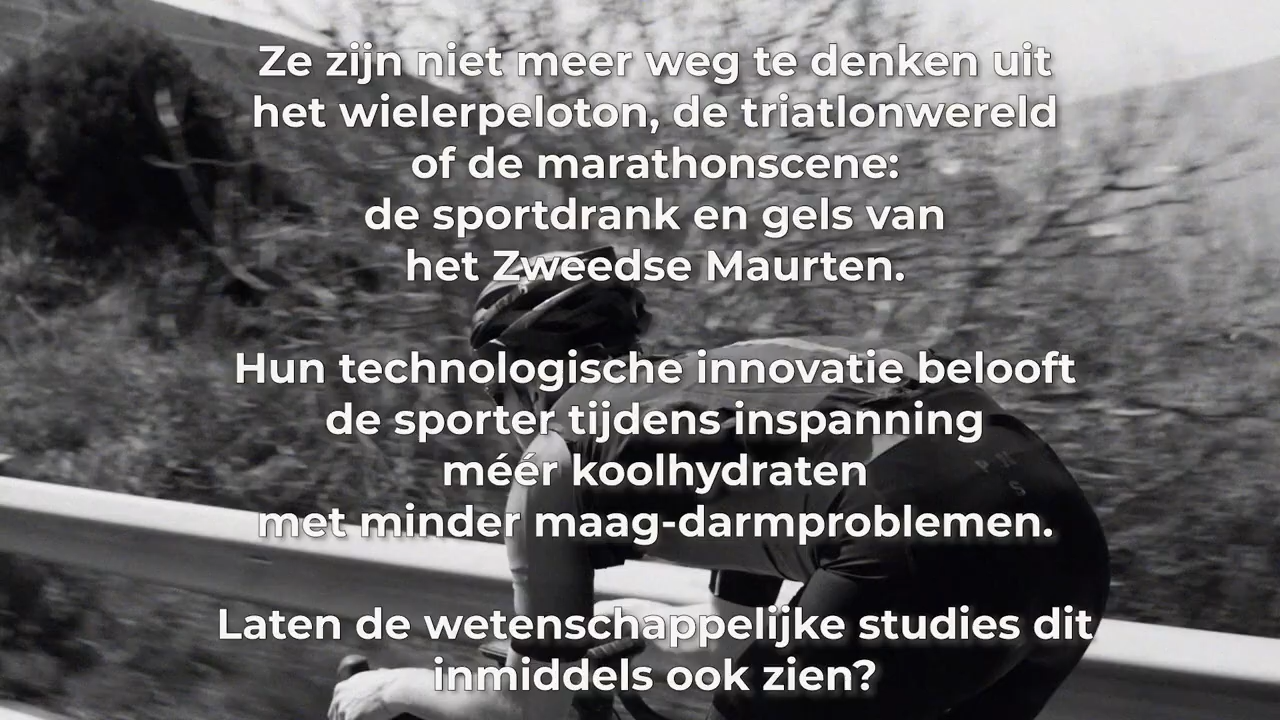 Ze zijn niet meer weg te denken uit
het wielerpeloton, de triatlonwereld
of de marathonscene:
de sportdrank en gels van
het Zweedse Maurten.
Hun technologische innovatie belooft
de sporter tijdens inspanning
méér koolhydraten
met minder maag-darmproblemen.
Laten de wetenschappelijke studies dit
inmiddels ook zien?